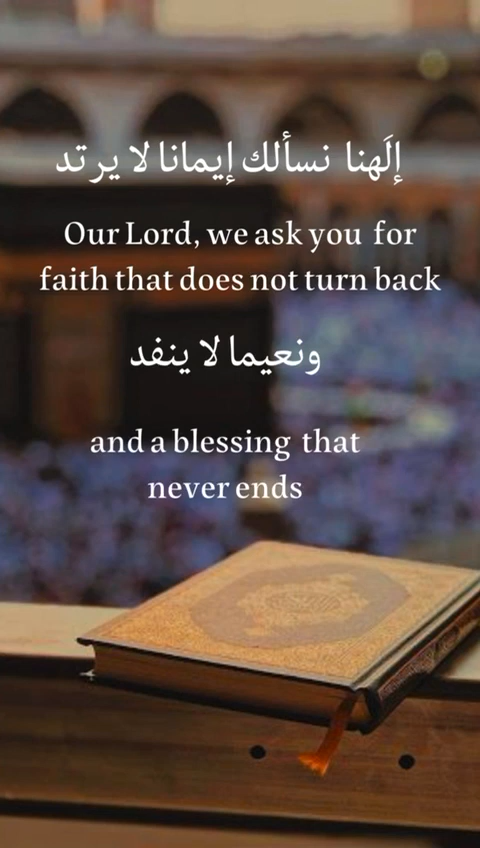 إلَهنا نسألك إيمانا لا يرتد
Our Lord, we ask you for
faith that does not turn back
ونعيما لا ينفد
and a blessing that
never ends